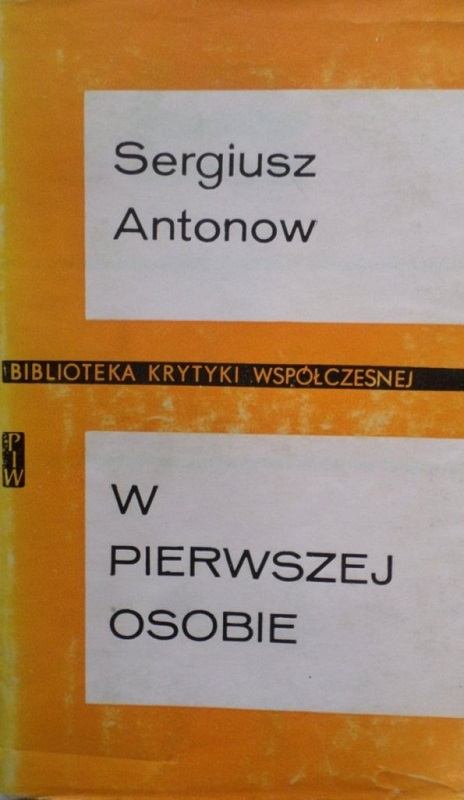 Sergiusz
Antonow
BIBLIOTEKA KRYTYKI WSPÓŁCZESNEJ
PIW
W
PIERWSZEJ
OSOBIE